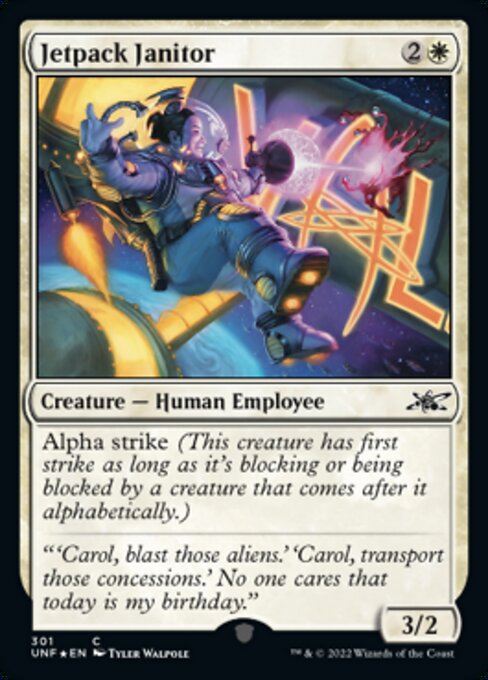 Jetpack Janitor 2
Creature — Human Employee
Alpha strike (This creature has first
strike as long as it's blocking or being
blocked by a creature that comes after it
alphabetically.)
“‘Carol, blast those aliens.’ ‘Carol, transport
those concessions.’ No one cares that
today is my birthday.”
3/2
301 C
UNF★EN Tyler Walpole
™ & © 2022 Wizards of the Coast